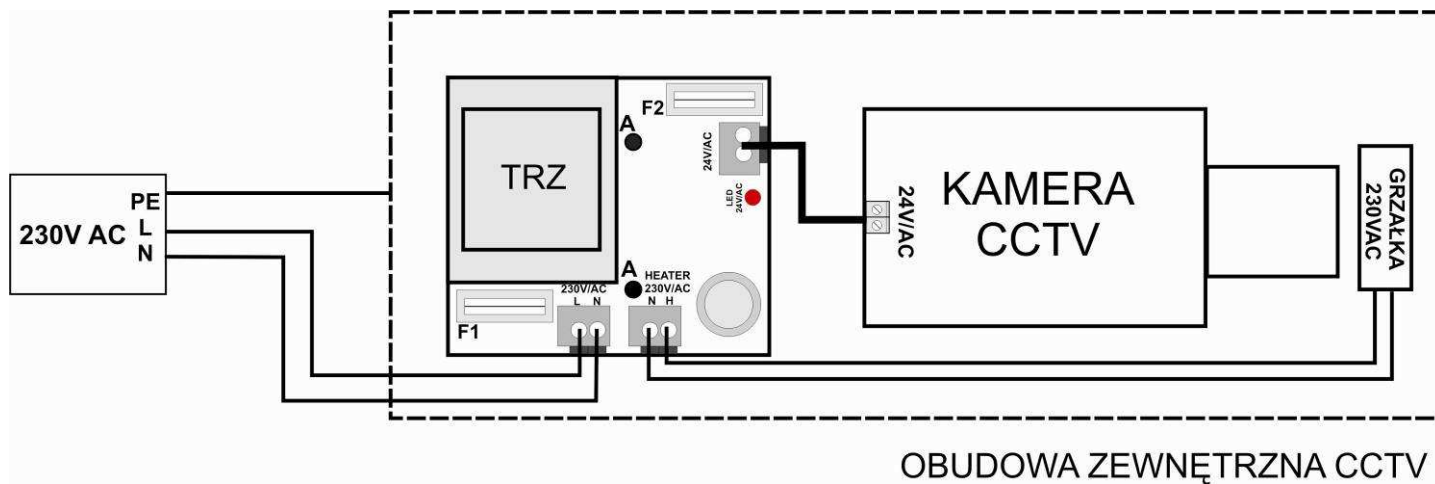 230V AC
PE
L
N
TRZ
A
F2
24V/AC
LED
24V/AC
A
HEATER
230V/AC
230V/AC
L N
N H
F1
24V/AC
KAMERA
CCTV
GRZAŁKA
230VAC
OBUDOWA ZEWNĘTRZNA CCTV